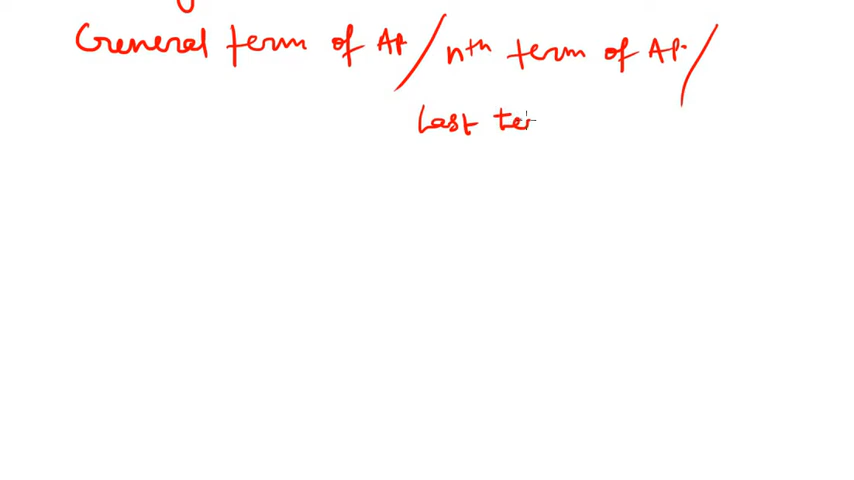 General term of AP / nth term of AP. /
Last ter